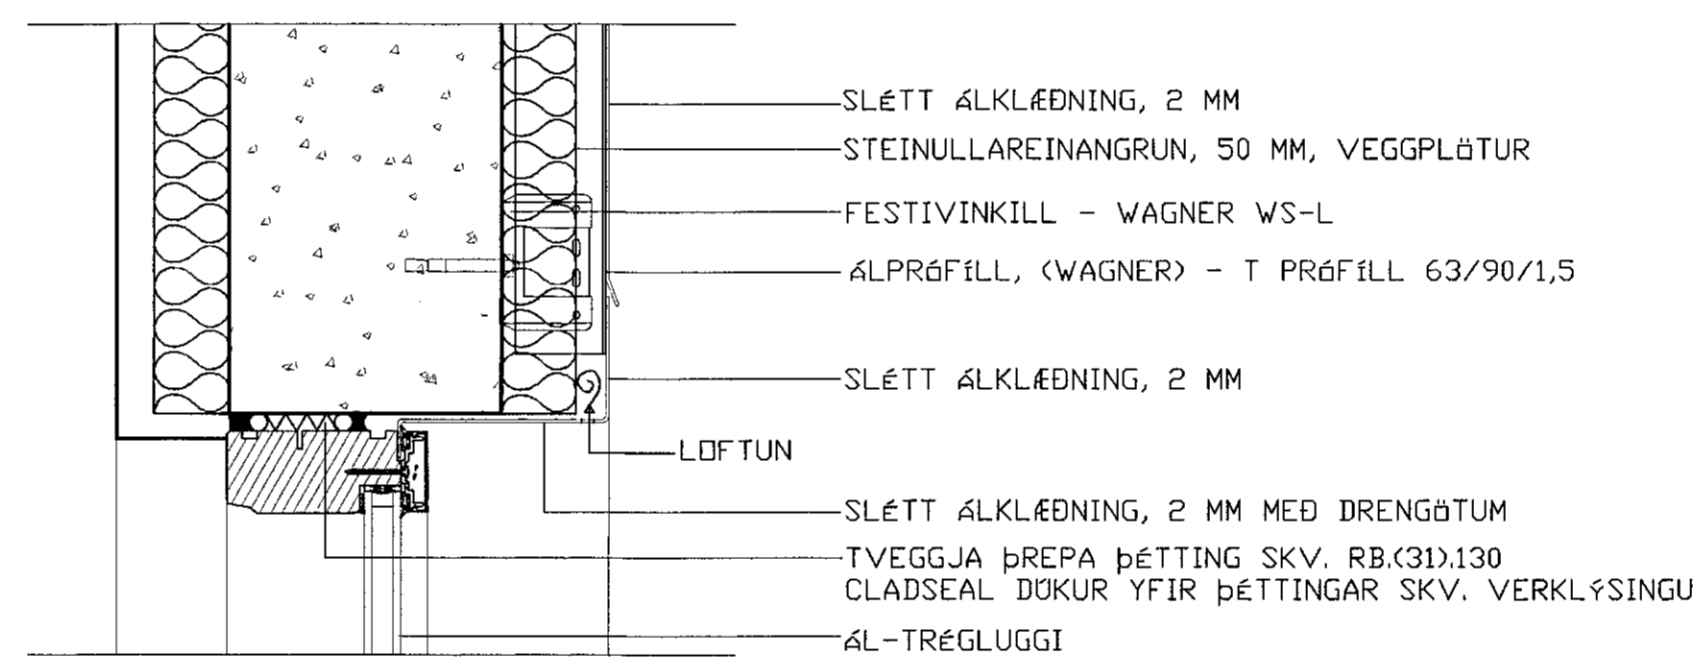 SLÉTT ÁLKLÆÐNING, 2 MM
STEINULLAREINANGRUN, 50 MM, VEGGPLÖTUR
FESTIVINKILL - WAGNER WS-L
ÁLPRÓFÍLL, (WAGNER) - T PRÓFÍLL 63/90/1,5
SLÉTT ÁLKLÆÐNING, 2 MM
LOFTUN
SLÉTT ÁLKLÆÐNING, 2 MM MEÐ DRENGÖTUM
TVEGGJA ÞREPA ÞÉTTING SKV. RB.(31).130
CLADSEAL DÚKUR YFIR ÞÉTTINGAR SKV. VERKLÝSINGU
ÁL-TRÉGLUGGI